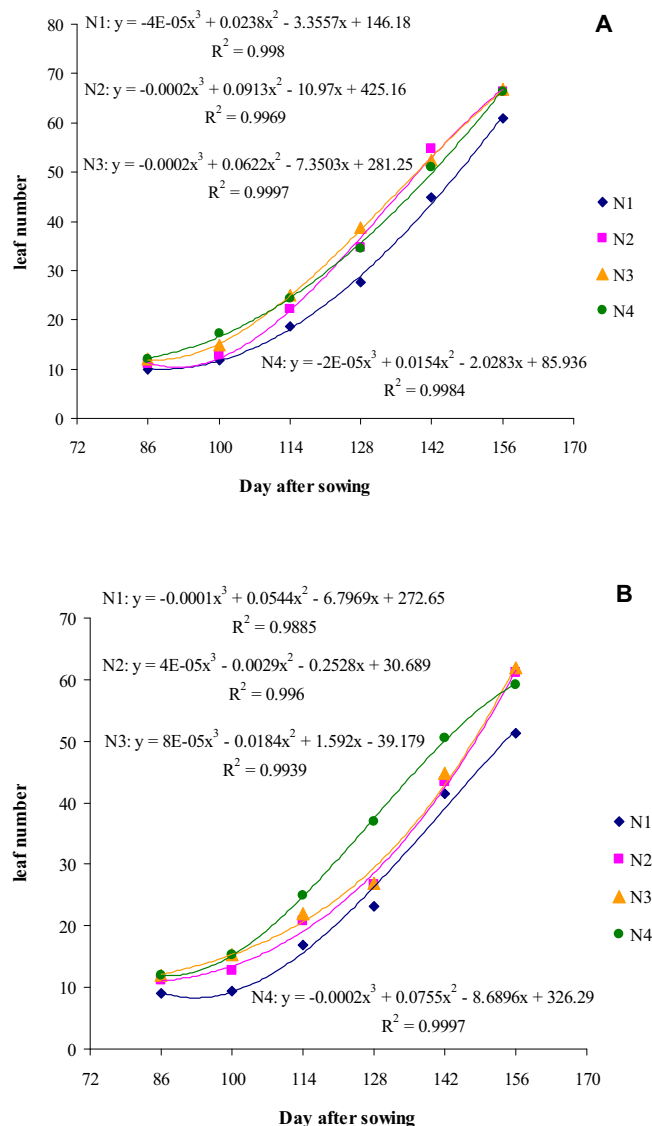 80
70
60
50
40
30
20
10
0
leaf number
A
N1: y = -4E-05x³ + 0.0238x² - 3.3557x + 146.18
R² = 0.998
N2: y = -0.0002x³ + 0.0913x² - 10.97x + 425.16
R² = 0.9969
N3: y = -0.0002x³ + 0.0622x² - 7.3503x + 281.25
R² = 0.9997
N4: y = -2E-05x³ + 0.0154x² - 2.0283x + 85.936
R² = 0.9984
N1
N2
N3
N4
72 86 100 114 128 142 156 170
Day after sowing
B
N1: y = -0.0001x³ + 0.0544x² - 6.7969x + 272.65
R² = 0.9885
N2: y = 4E-05x³ - 0.0029x² - 0.2528x + 30.689
R² = 0.996
N3: y = 8E-05x³ - 0.0184x² + 1.592x - 39.179
R² = 0.9939
N4: y = -0.0002x³ + 0.0755x² - 8.6896x + 326.29
R² = 0.9997
70
60
50
40
30
20
10
0
leaf number
N1
N2
N3
N4
72 86 100 114 128 142 156 170
Day after sowing